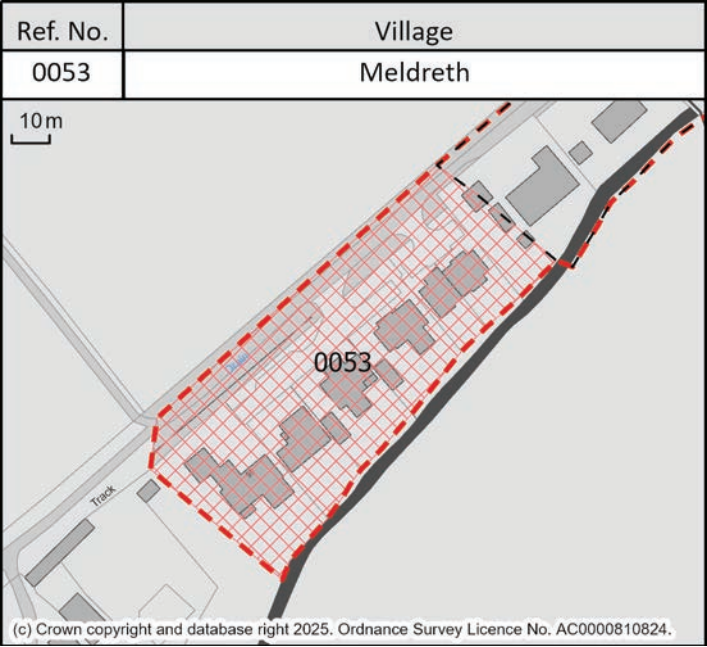 Ref. No. Village
0053 Meldreth
10 m
Drain
0053
Track
(c) Crown copyright and database right 2025. Ordnance Survey Licence No. AC0000810824.